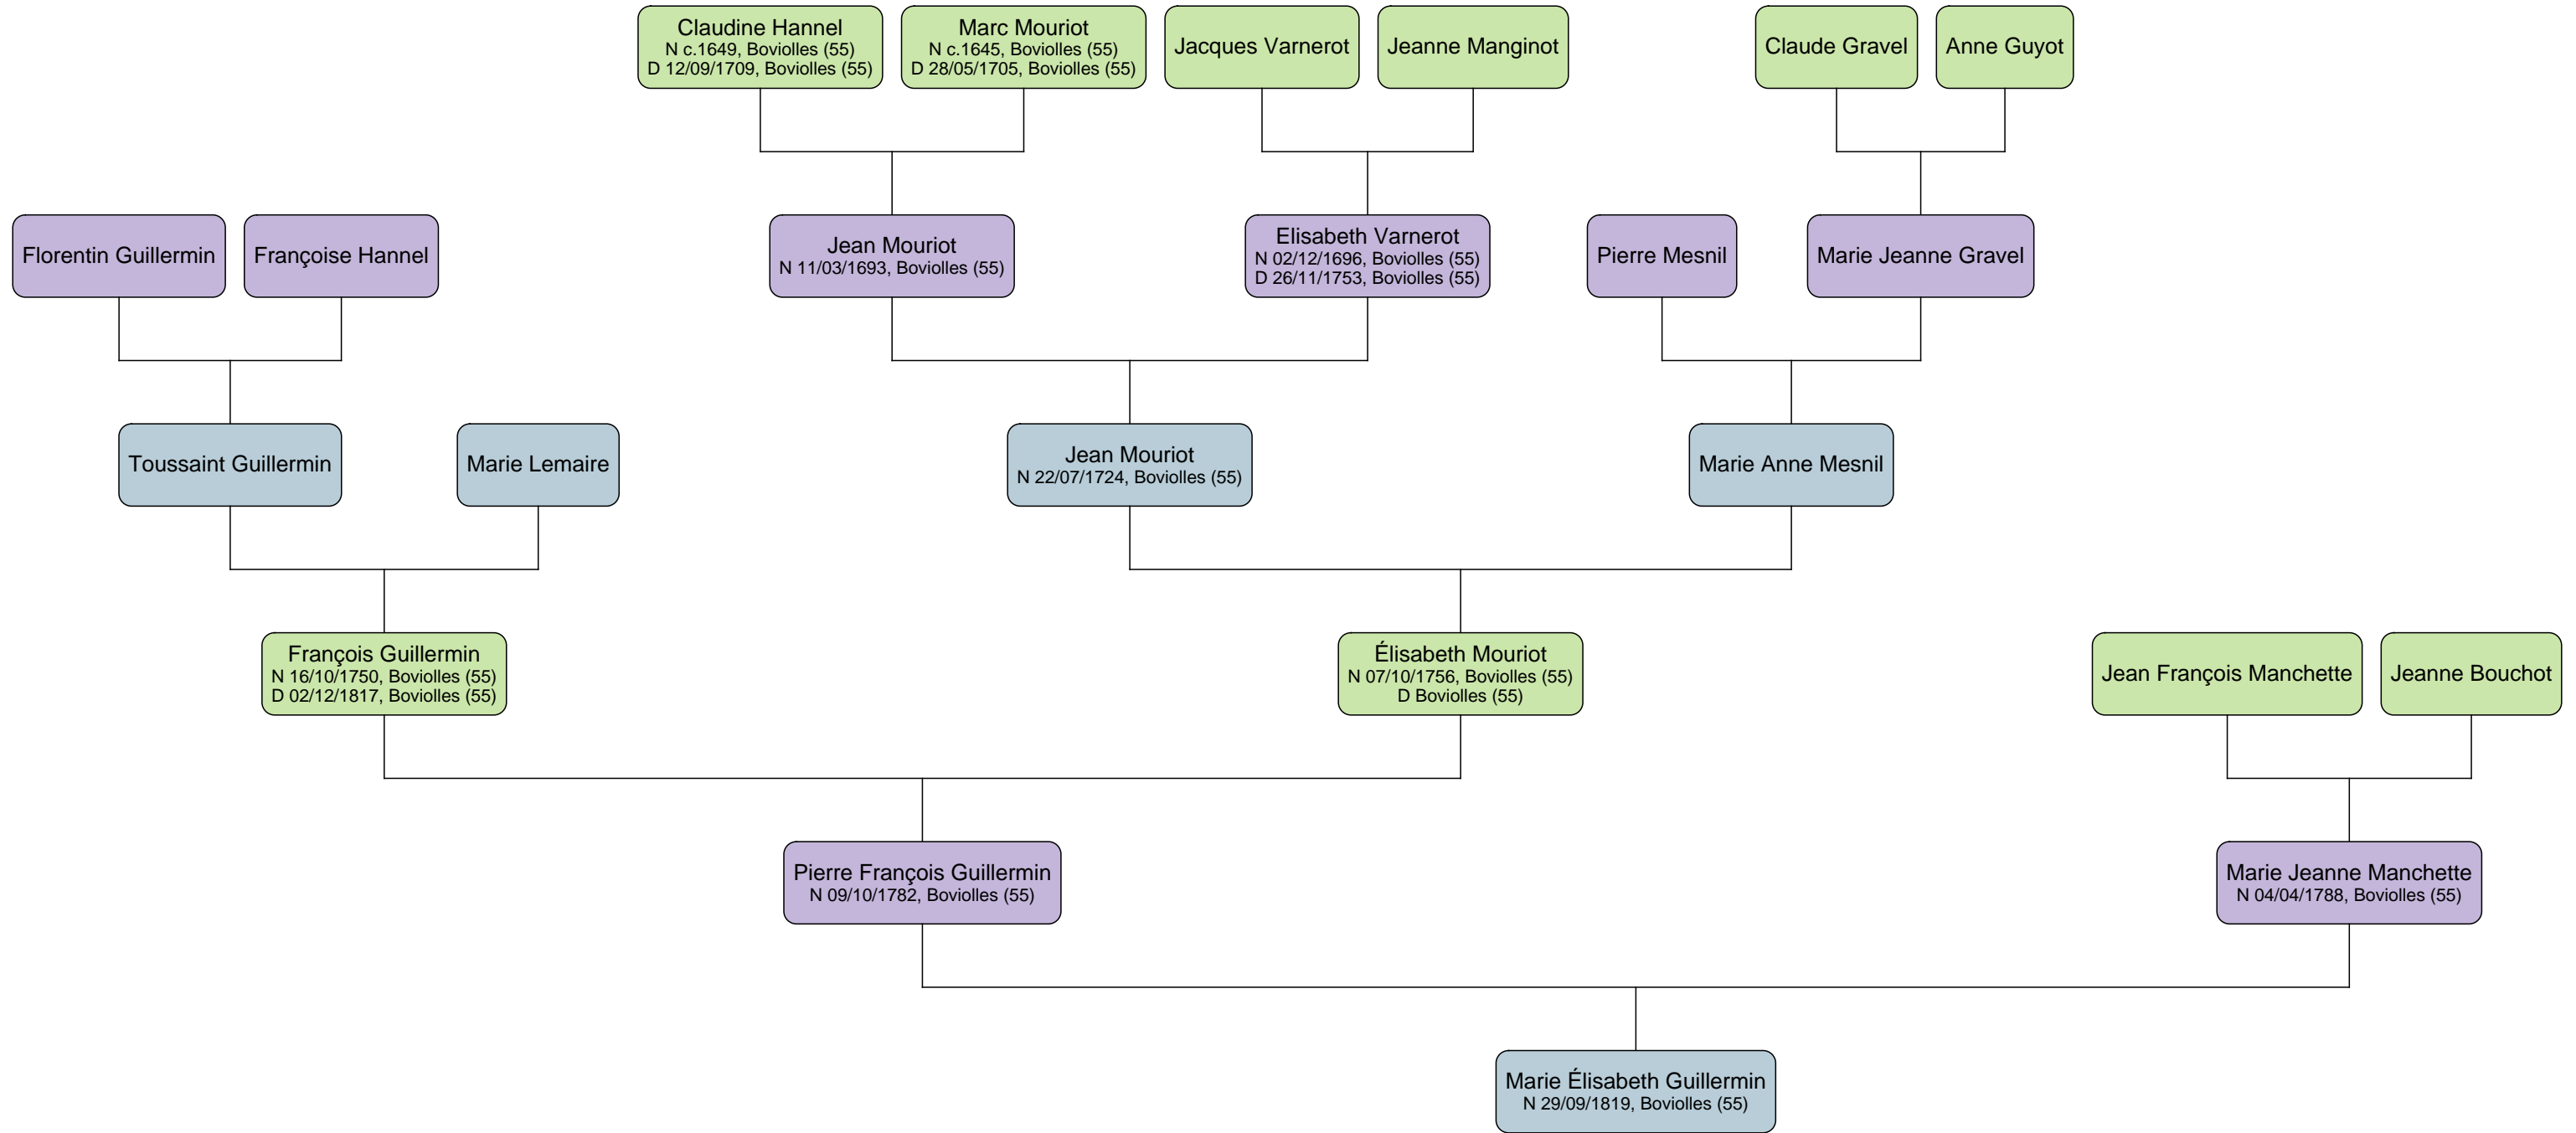 Claudine Hannel
N c.1649, Boviolles (55)
D 12/09/1709, Boviolles (55)
Marc Mouriot
N c.1645, Boviolles (55)
D 28/05/1705, Boviolles (55)
Jacques Varnerot
Jeanne Manginot
Claude Gravel
Anne Guyot
Florentin Guillermin
Françoise Hannel
Jean Mouriot
N 11/03/1693, Boviolles (55)
Elisabeth Varnerot
N 02/12/1696, Boviolles (55)
D 26/11/1753, Boviolles (55)
Pierre Mesnil
Marie Jeanne Gravel
Toussaint Guillermin
Marie Lemaire
Jean Mouriot
N 22/07/1724, Boviolles (55)
Marie Anne Mesnil
François Guillermin
N 16/10/1750, Boviolles (55)
D 02/12/1817, Boviolles (55)
Élisabeth Mouriot
N 07/10/1756, Boviolles (55)
D Boviolles (55)
Jean François Manchette
Jeanne Bouchot
Pierre François Guillermin
N 09/10/1782, Boviolles (55)
Marie Jeanne Manchette
N 04/04/1788, Boviolles (55)
Marie Élisabeth Guillermin
N 29/09/1819, Boviolles (55)